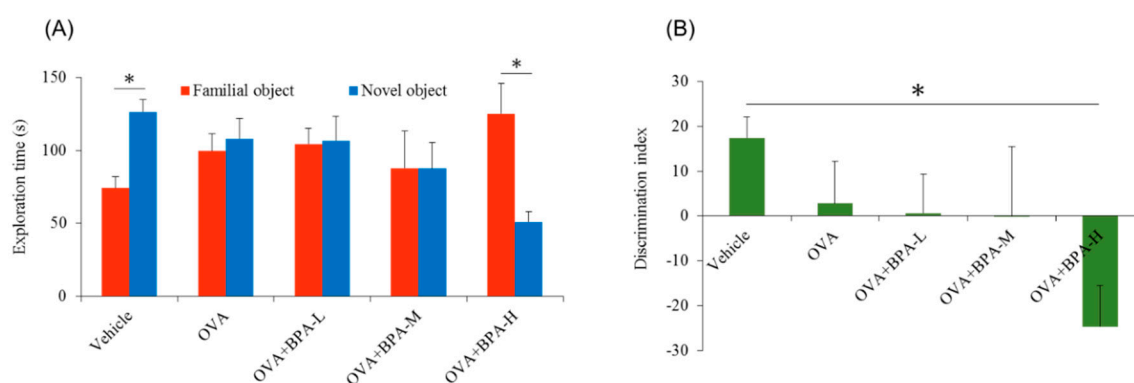 (A)
(B)
*
*
Familial object
Novel object
Exploration time (s)
150
100
50
0
Vehicle
OVA
OVA+BPA-L
OVA+BPA-M
OVA+BPA-H
*
Discrimination index
30
20
10
0
-10
-20
-30
Vehicle
OVA
OVA+BPA-L
OVA+BPA-M
OVA+BPA-H